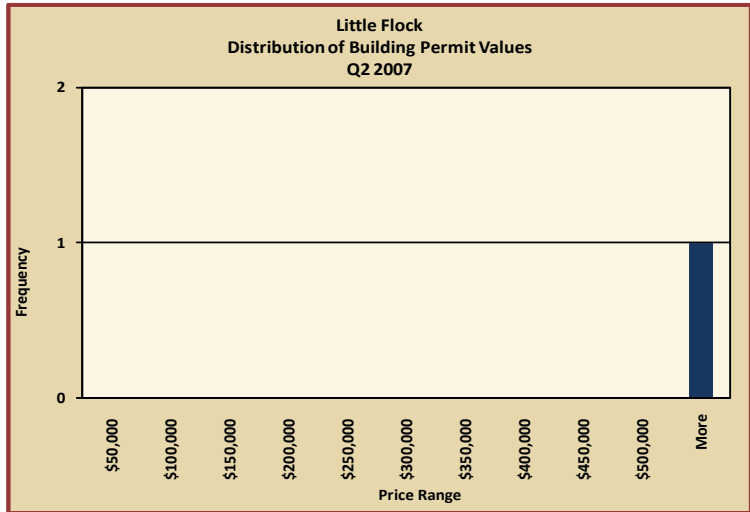 Little Flock
Distribution of Building Permit Values
Q2 2007
2
1
0
Frequency
$50,000
$100,000
$150,000
$200,000
$250,000
$300,000
$350,000
$400,000
$450,000
$500,000
More
Price Range